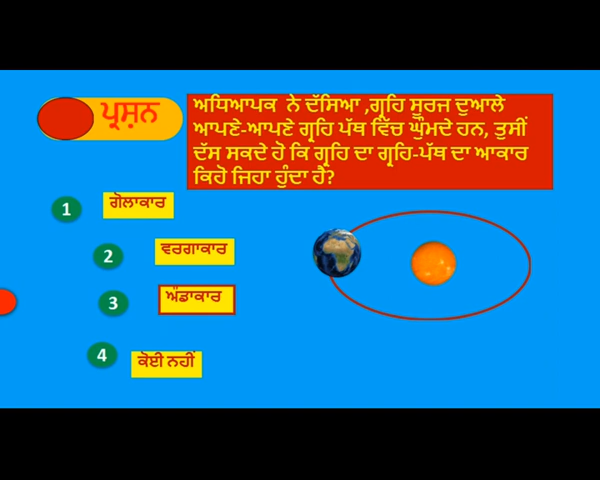 ਪ੍ਰਸ਼ਨ
ਅਧਿਆਪਕ ਨੇ ਦੱਸਿਆ ,ਗ੍ਰਹਿ ਸੂਰਜ ਦੁਆਲੇ
ਆਪਣੇ-ਆਪਣੇ ਗ੍ਰਹਿ ਪੱਥ ਵਿੱਚ ਘੁੰਮਦੇ ਹਨ, ਤੁਸੀਂ
ਦੱਸ ਸਕਦੇ ਹੋ ਕਿ ਗ੍ਰਹਿ ਦਾ ਗ੍ਰਹਿ-ਪੱਥ ਦਾ ਆਕਾਰ
ਕਿਹੋ ਜਿਹਾ ਹੁੰਦਾ ਹੈ?
1 ਗੋਲਾਕਾਰ
2 ਵਰਗਾਕਾਰ
3 ਅੰਡਾਕਾਰ
4 ਕੋਈ ਨਹੀਂ